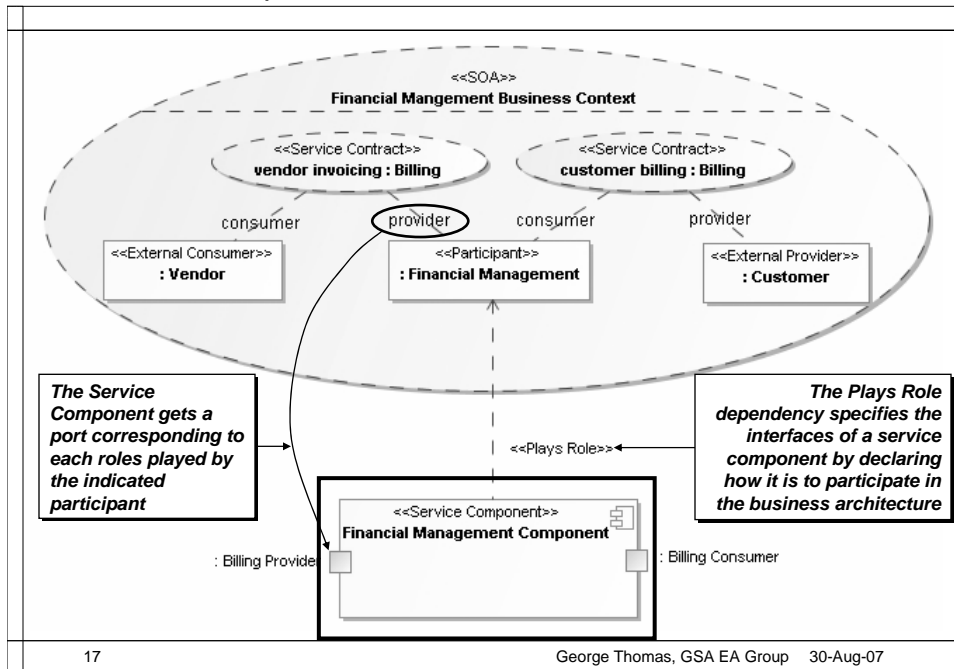 <<SOA>>
Financial Mangement Business Context
<<Service Contract>>
vendor invoicing : Billing
<<Service Contract>>
customer billing : Billing
consumer
provider
consumer
provider
<<External Consumer>>
: Vendor
<<Participant>>
: Financial Management
<<External Provider>>
: Customer
The Service
Component gets a
port corresponding to
each roles played by
the indicated
participant
<<Plays Role>>
The Plays Role
dependency specifies the
interfaces of a service
component by declaring
how it is to participate in
the business architecture
<<Service Component>>
Financial Management Component
: Billing Provider
: Billing Consumer
17
George Thomas, GSA EA Group 30-Aug-07